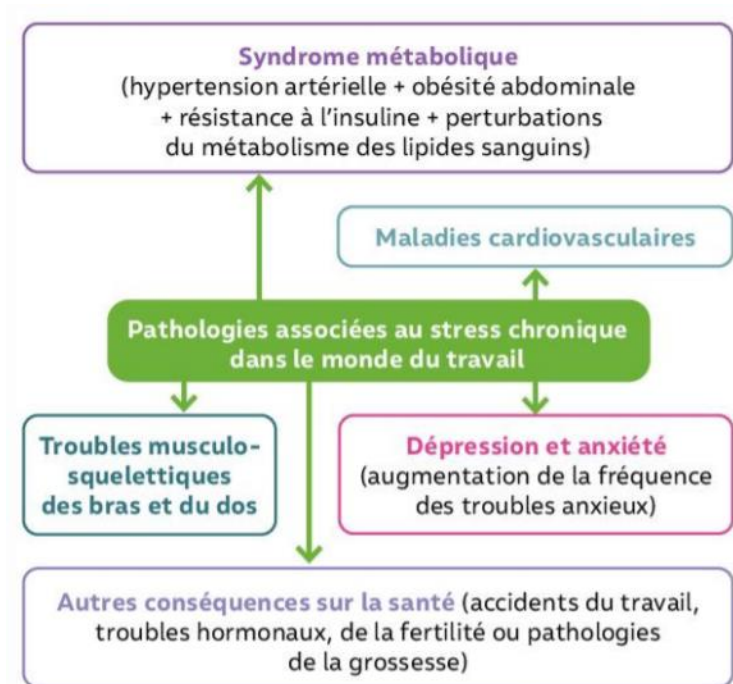 Syndrome métabolique
(hypertension artérielle + obésité abdominale
+ résistance à l'insuline + perturbations
du métabolisme des lipides sanguins)
Maladies cardiovasculaires
Pathologies associées au stress chronique
dans le monde du travail
Troubles musculo-
squelettiques
des bras et du dos
Dépression et anxiété
(augmentation de la fréquence
des troubles anxieux)
Autres conséquences sur la santé (accidents du travail,
troubles hormonaux, de la fertilité ou pathologies
de la grossesse)